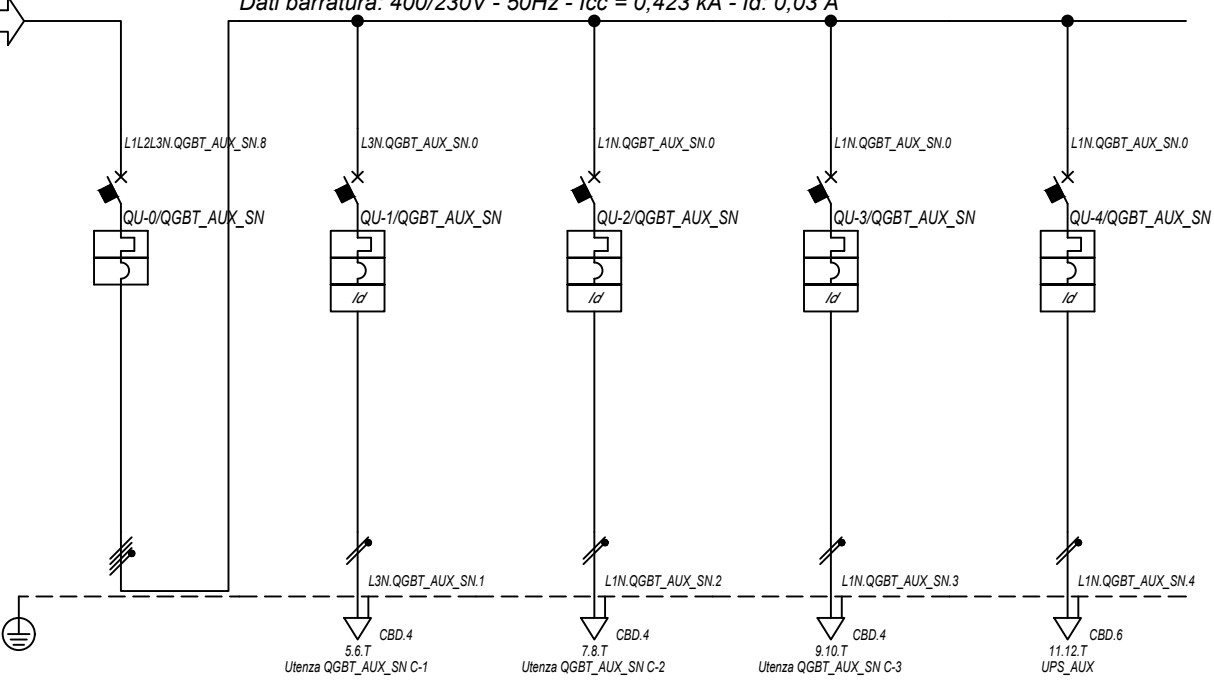 Dati barratura: 400/230V - 50Hz - Icc = 0,423 kA - Id: 0,03 A
L1L2L3N.QGBT_AUX_SN.8
L3N.QGBT_AUX_SN.0
L1N.QGBT_AUX_SN.0
L1N.QGBT_AUX_SN.0
L1N.QGBT_AUX_SN.0
QU-0/QGBT_AUX_SN
QU-1/QGBT_AUX_SN
QU-2/QGBT_AUX_SN
QU-3/QGBT_AUX_SN
QU-4/QGBT_AUX_SN
Id
Id
Id
Id
L3N.QGBT_AUX_SN.1
L1N.QGBT_AUX_SN.2
L1N.QGBT_AUX_SN.3
L1N.QGBT_AUX_SN.4
CBD.4
CBD.4
CBD.4
CBD.6
5.6.T
7.8.T
9.10.T
11.12.T
Utenza QGBT_AUX_SN C-1
Utenza QGBT_AUX_SN C-2
Utenza QGBT_AUX_SN C-3
UPS_AUX